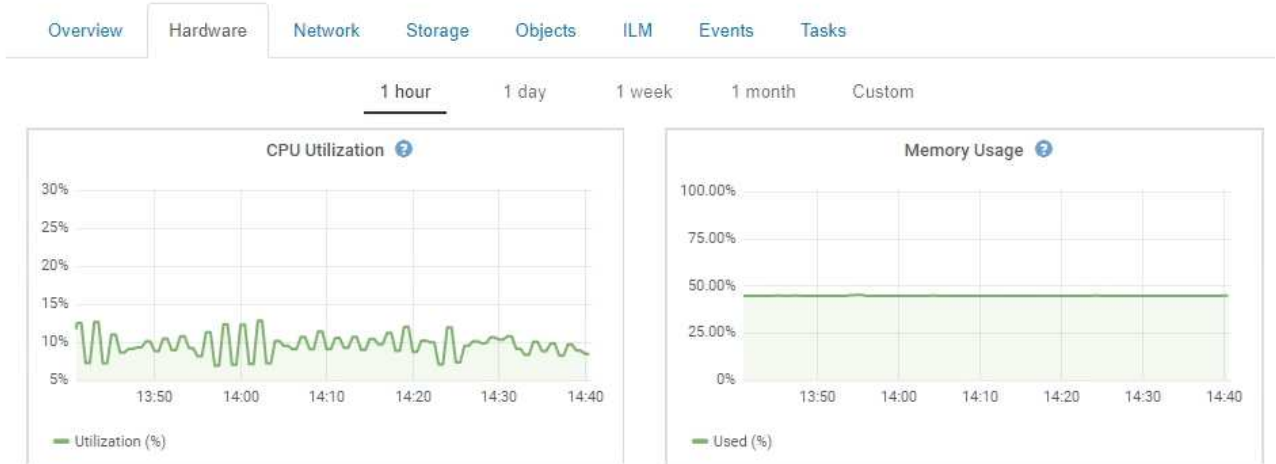 Overview Hardware Network Storage Objects ILM Events Tasks
1 hour 1 day 1 week 1 month Custom
CPU Utilization ?
30%
25%
20%
15%
10%
5%
13:50 14:00 14:10 14:20 14:30 14:40
Utilization (%)
Memory Usage ?
100.00%
75.00%
50.00%
25.00%
0%
13:50 14:00 14:10 14:20 14:30 14:40
Used (%)